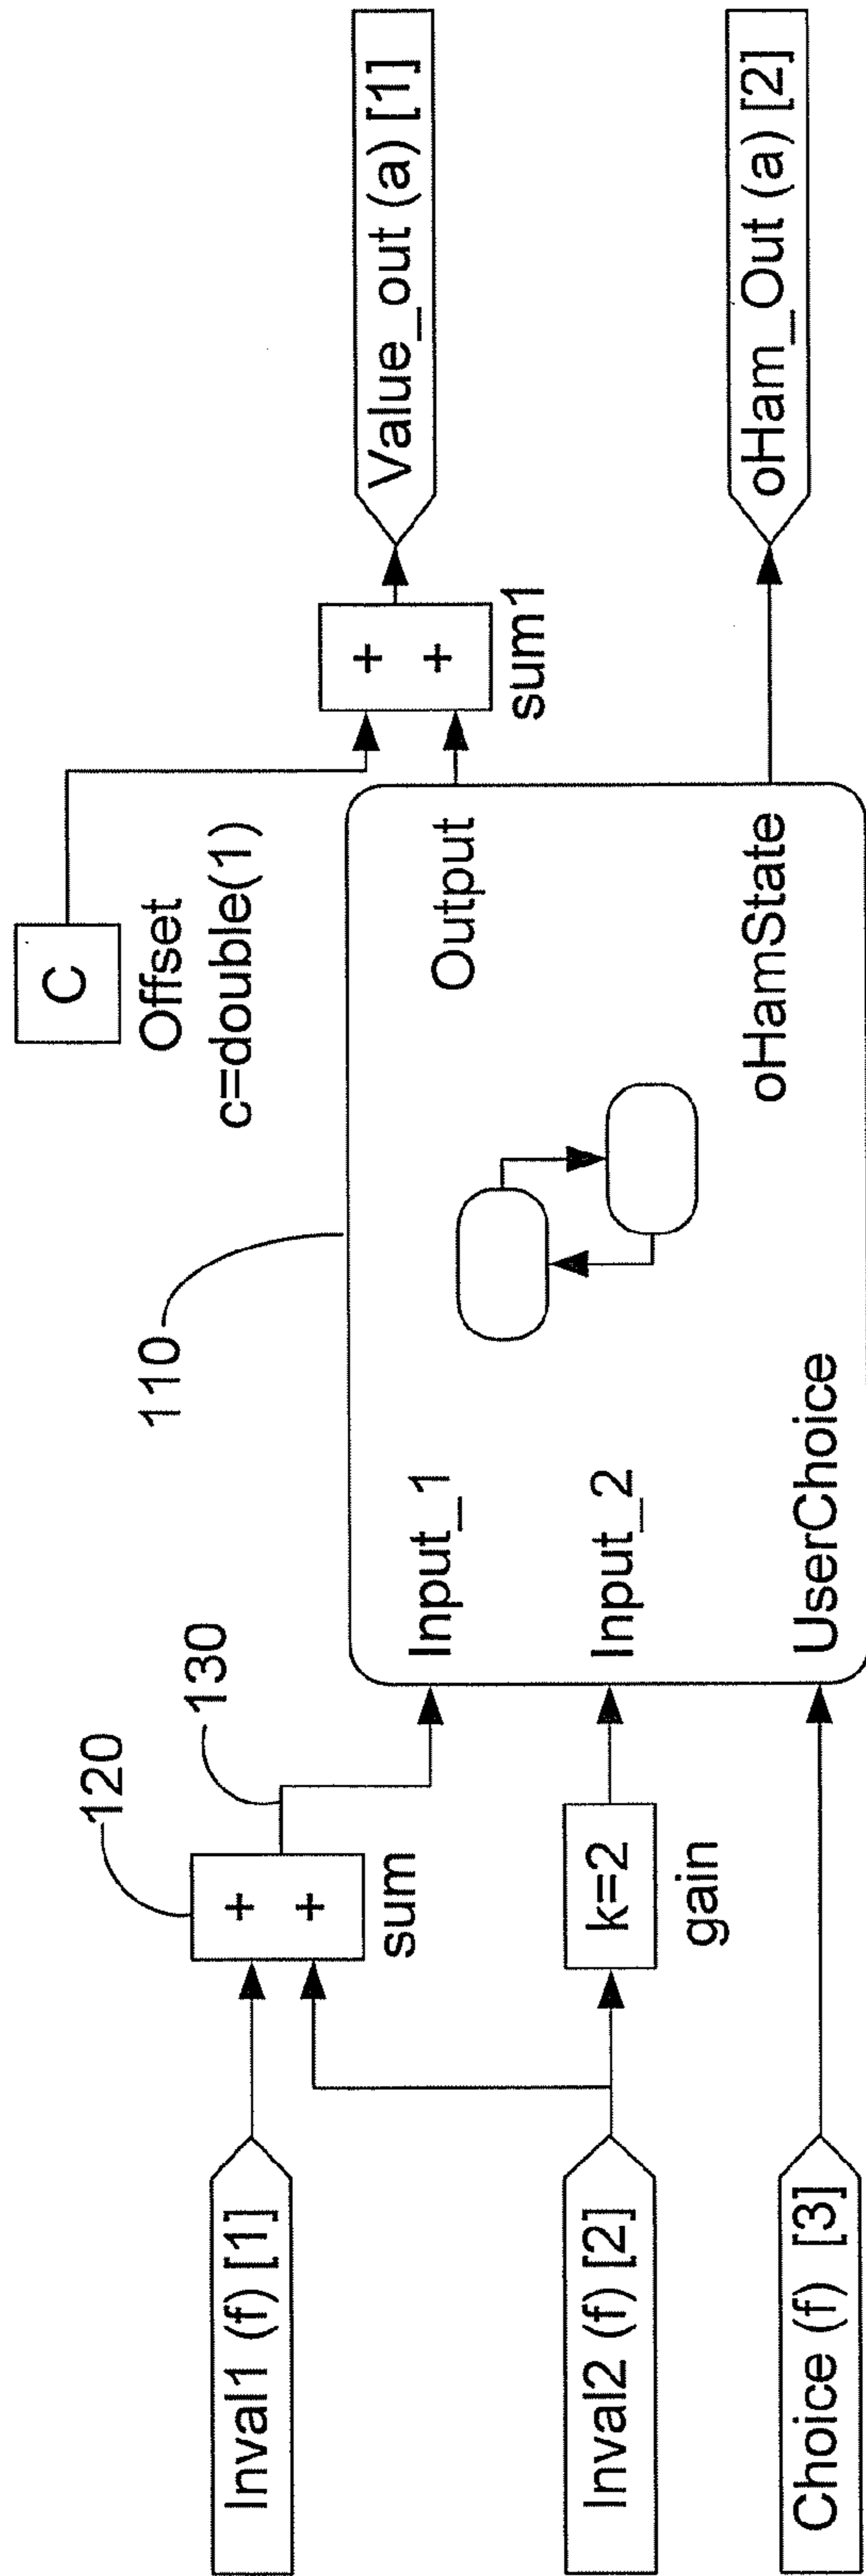 Inval1 (f) [1]
Inval2 (f) [2]
Choice (f) [3]
120
+
+
sum
130
k=2
gain
110
Input_1
Input_2
UserChoice
Output
oHamState
C
Offset
c=double(1)
+
+
sum1
Value_out (a) [1]
oHam_Out (a) [2]